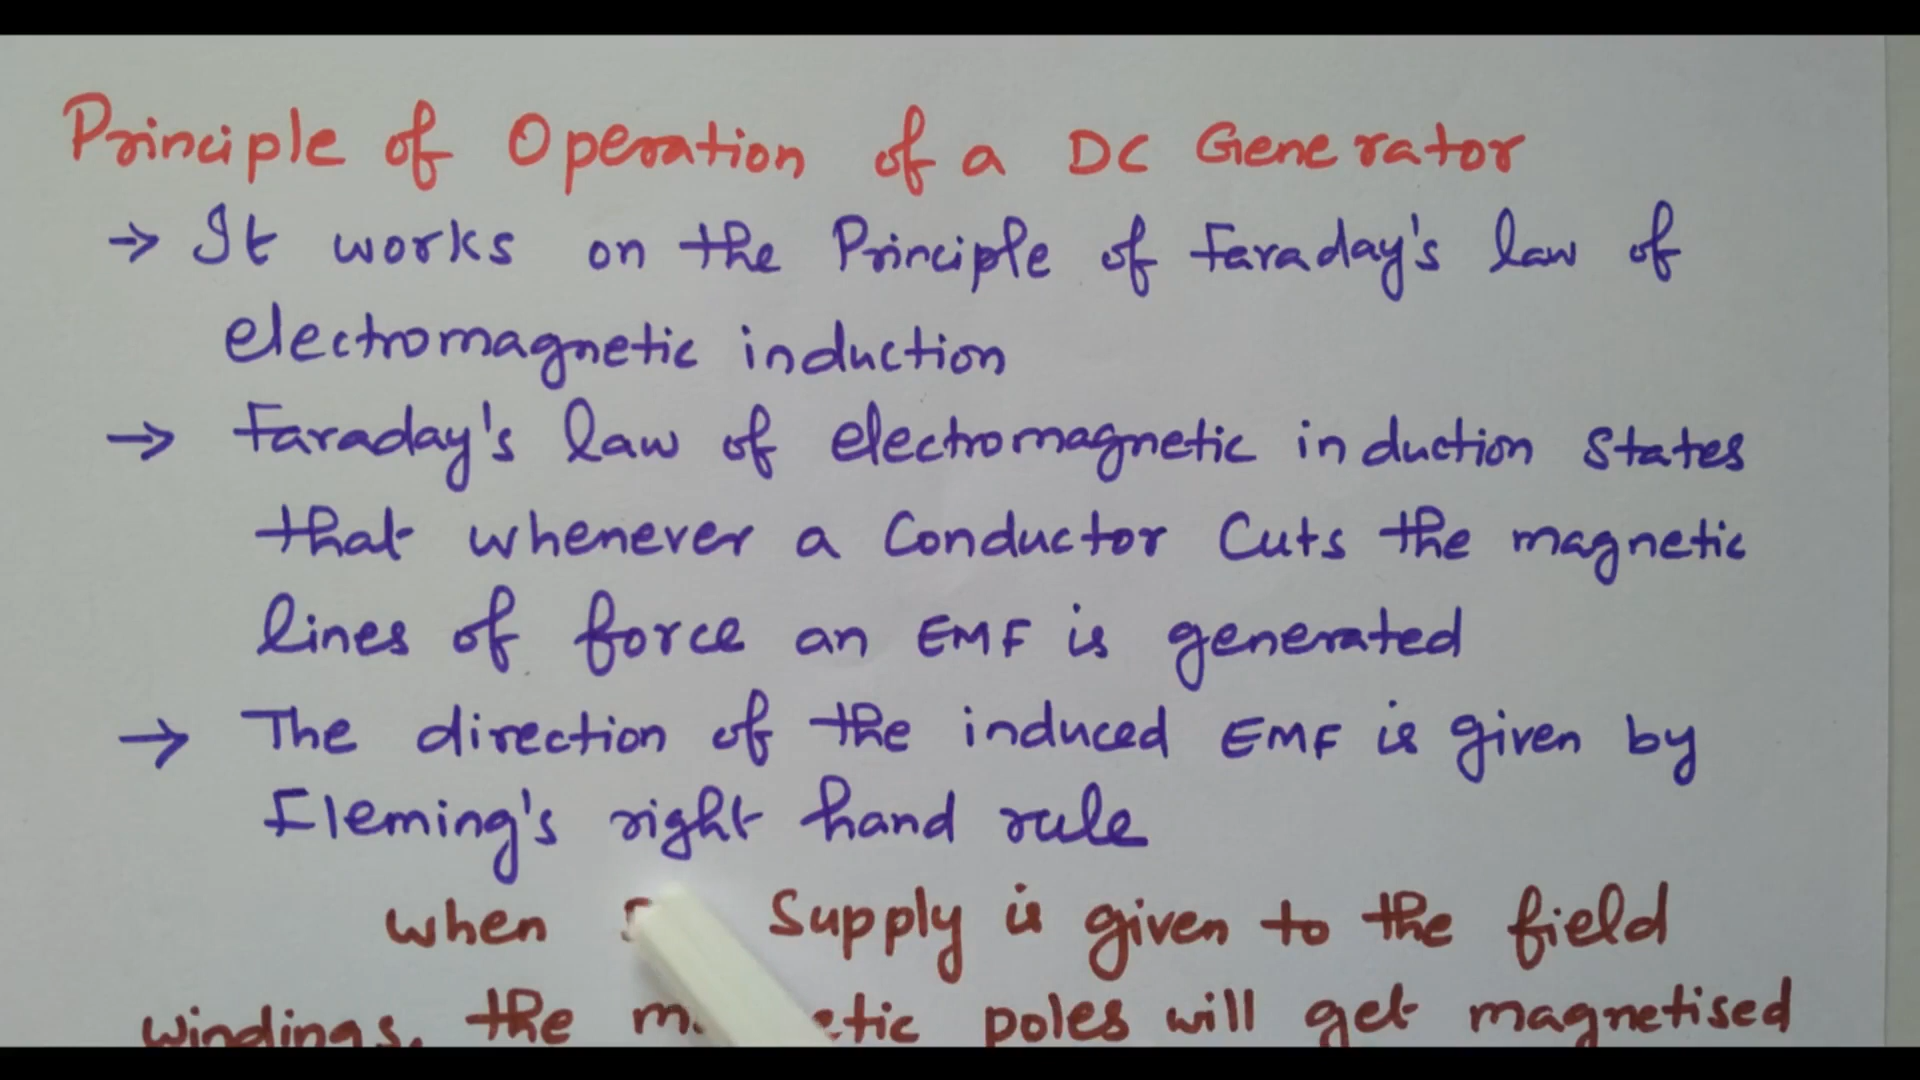 Principle of Operation of a DC Generator
→ It works on the Principle of Faraday's law of
electromagnetic induction
→ Faraday's law of electromagnetic induction States
that whenever a Conductor Cuts the magnetic
lines of force an EMF is generated
→ The direction of the induced EMF is given by
Fleming's right hand rule
when Supply is given to the field
windings, the poles will get magnetised